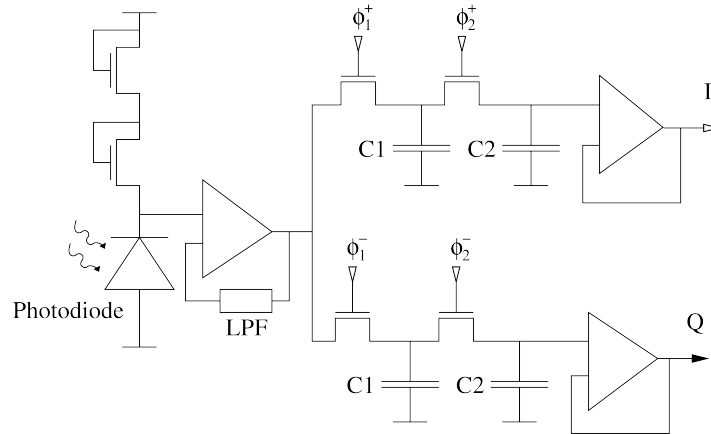 ϕ₁⁺ ϕ₂⁺
I
C1 C2
ϕ₁⁻ ϕ₂⁻
Photodiode
LPF
Q
C1 C2